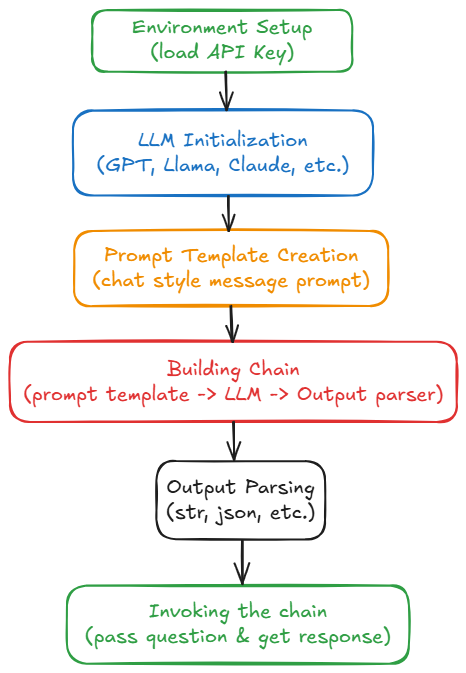 Environment Setup
(load API Key)
LLM Initialization
(GPT, Llama, Claude, etc.)
Prompt Template Creation
(chat style message prompt)
Building Chain
(prompt template -> LLM -> Output parser)
Output Parsing
(str, json, etc.)
Invoking the chain
(pass question & get response)